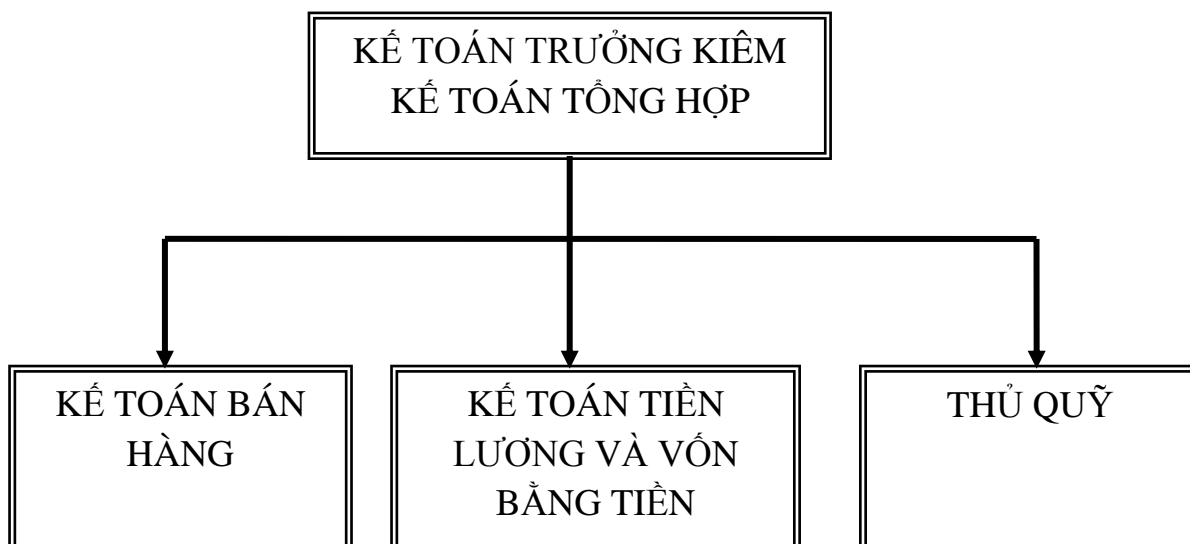 KẾ TOÁN TRƯỞNG KIÊM
KẾ TOÁN TỔNG HỢP
KẾ TOÁN BÁN
HÀNG
KẾ TOÁN TIỀN
LƯƠNG VÀ VỐN
BẰNG TIỀN
THỦ QUỸ